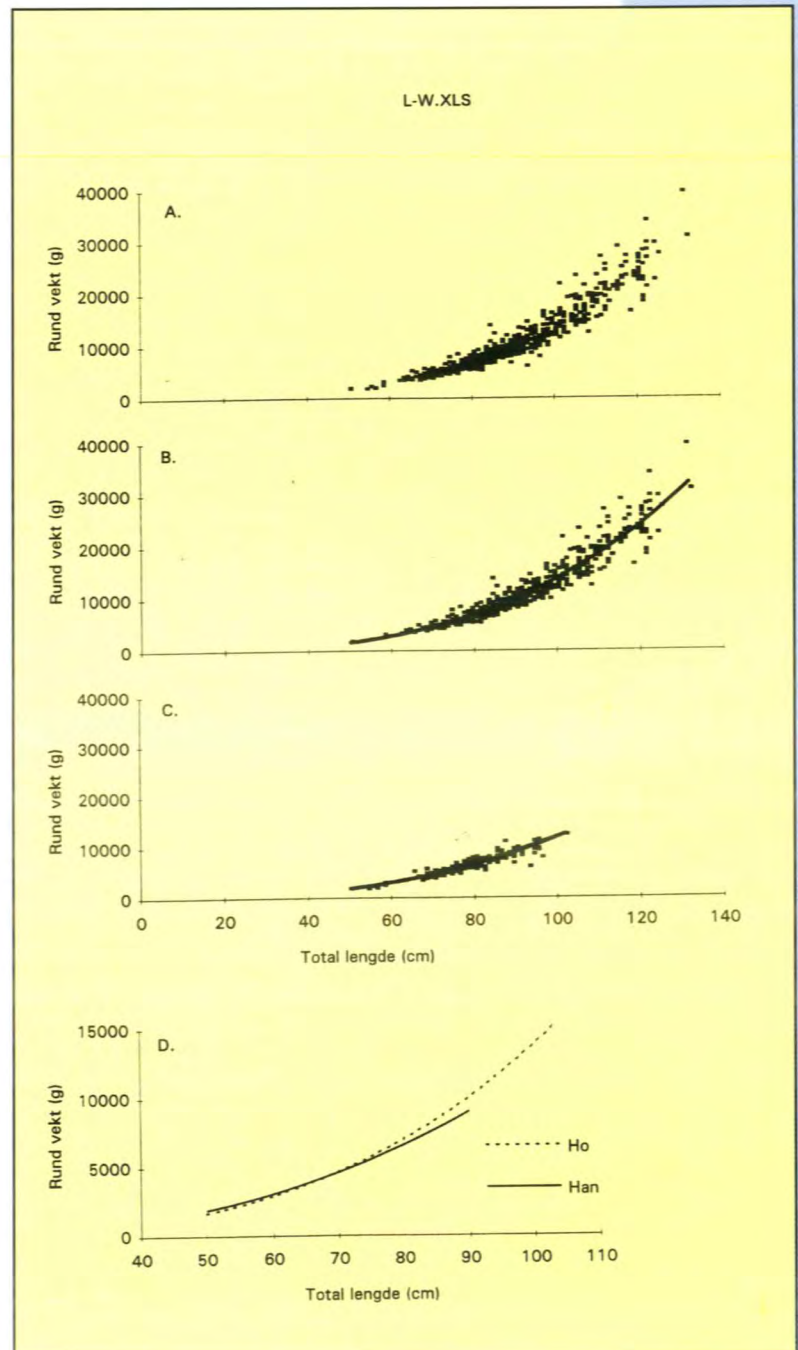 L-W.XLS
A.
Rund vekt (g)
40000
30000
20000
10000
0
B.
Rund vekt (g)
40000
30000
20000
10000
0
C.
Rund vekt (g)
40000
30000
20000
10000
0
0 20 40 60 80 100 120 140
Total lengde (cm)
D.
Rund vekt (g)
15000
10000
5000
0
Ho
Han
40 50 60 70 80 90 100 110
Total lengde (cm)